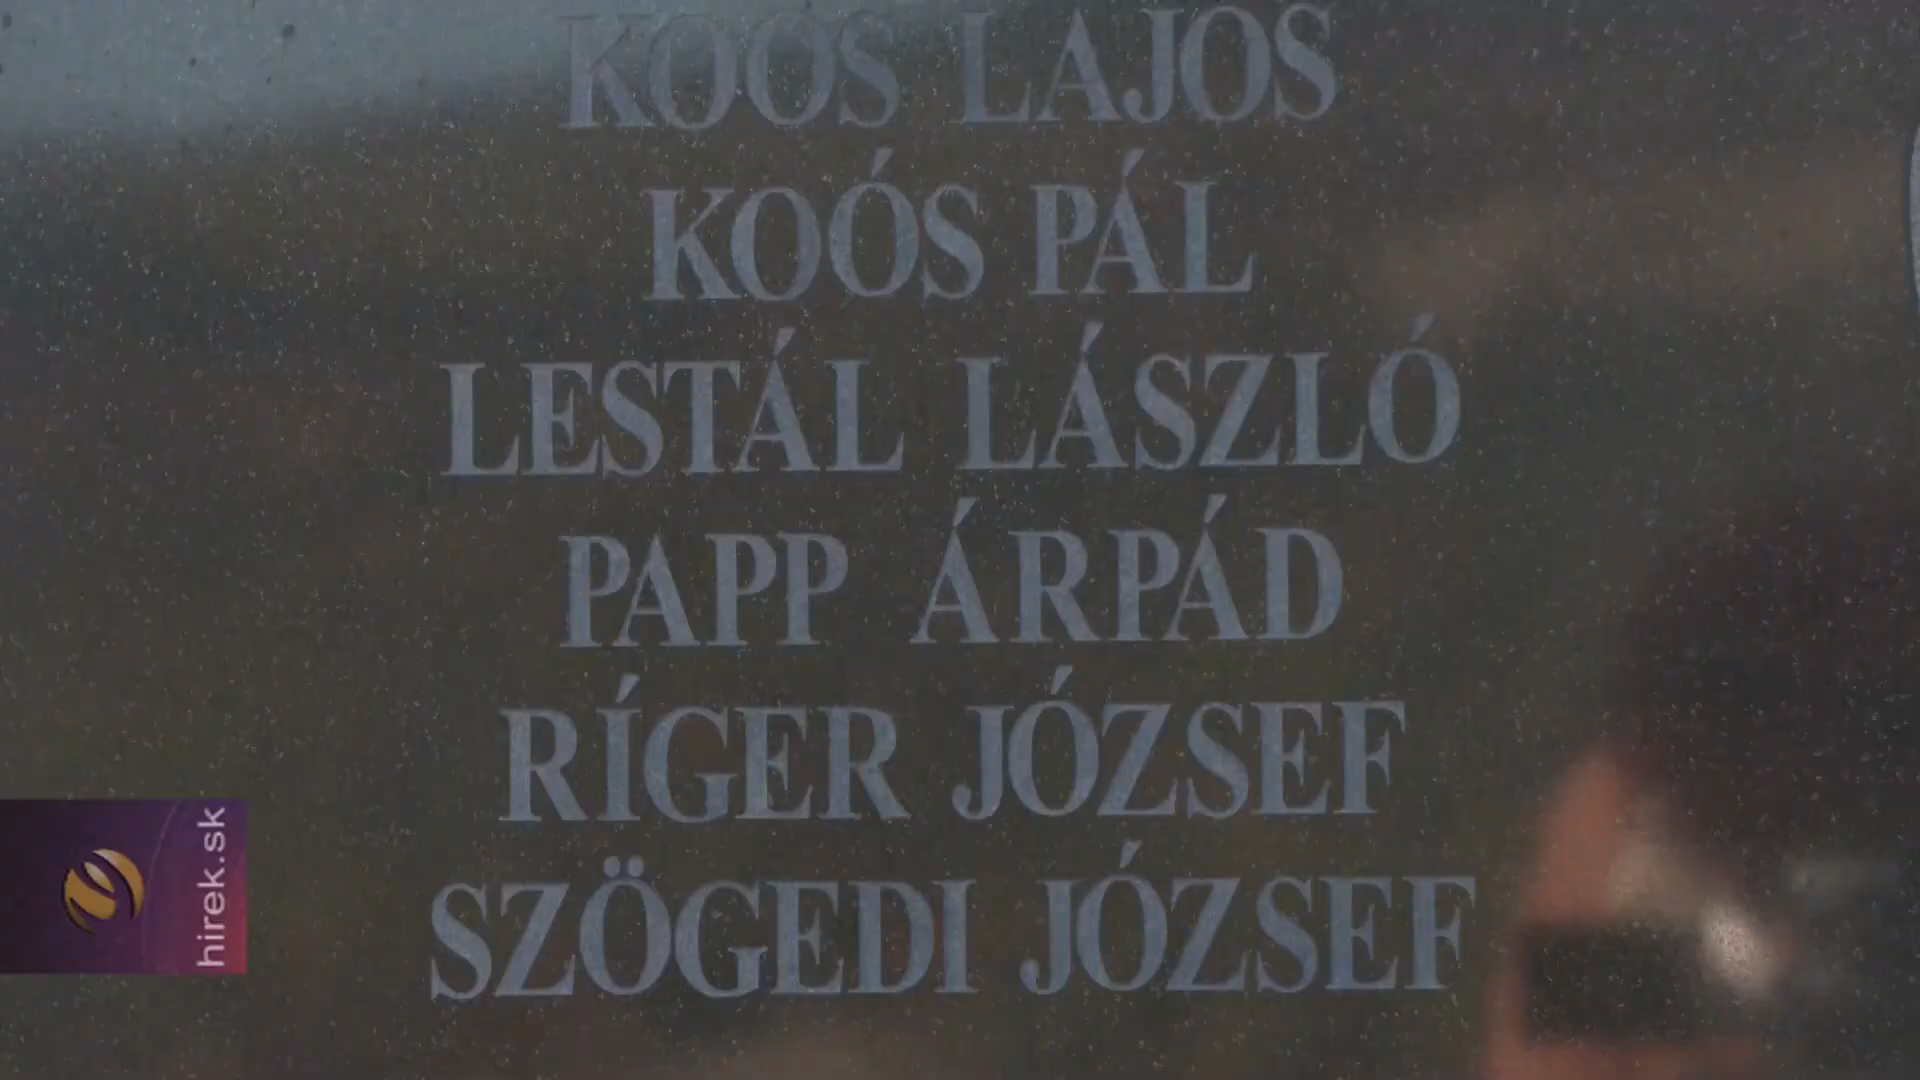 KOÓS LAJOS
KOÓS PÁL
LESTÁL LÁSZLÓ
PAPP ÁRPÁD
RÍGER JÓZSEF
SZÖGEDI JÓZSEF
hirek.sk